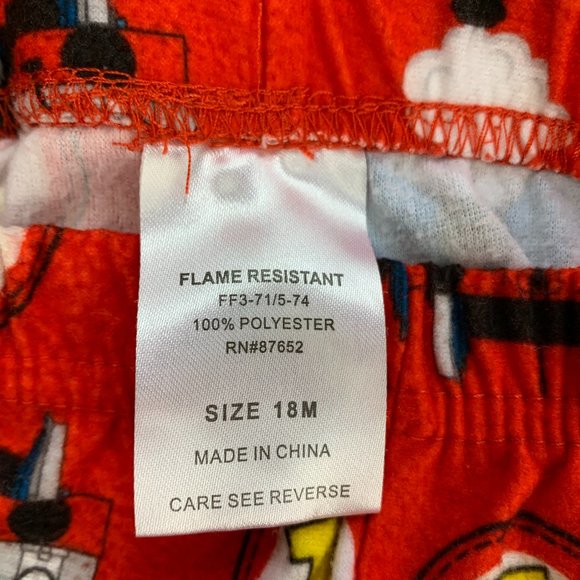 FLAME RESISTANT
FF3-71/5-74
100% POLYESTER
RN#87652
SIZE 18M
MADE IN CHINA
CARE SEE REVERSE